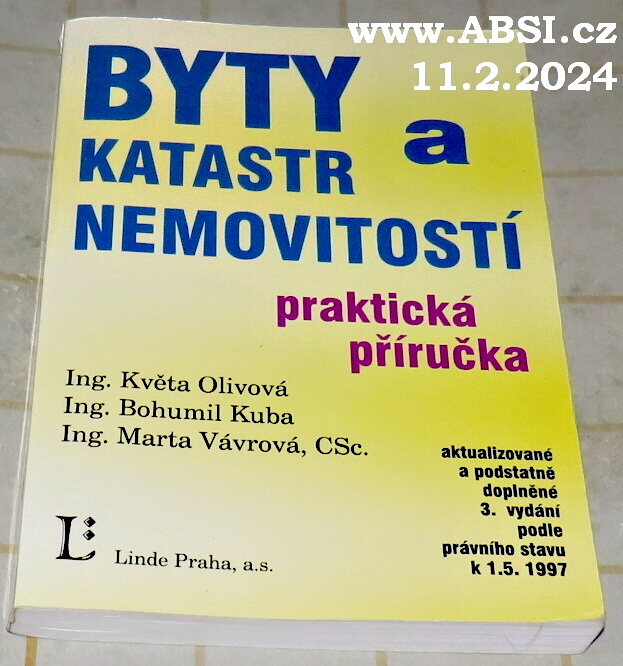 www.ABSI.cz
11.2.2024
BYTY a
KATASTR
NEMOVITOSTÍ
praktická
příručka
Ing. Květa Olivová
Ing. Bohumil Kuba
Ing. Marta Vávrová, CSc.
aktualizované
a podstatně
doplněné
3. vydání
podle
právního stavu
k 1.5. 1997
L
Linde Praha, a.s.